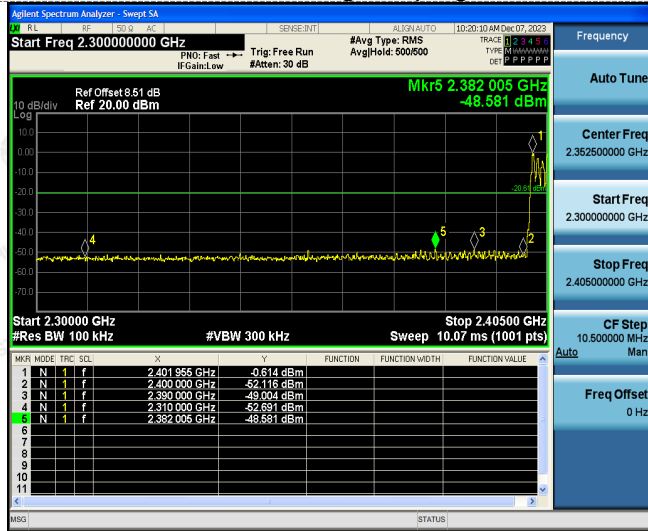 Agilent Spectrum Analyzer - Swept SA
LXI RL RF 50 Ω AC SENSE:INT ALIGN AUTO 10:20:10 AM Dec 07, 2023
Start Freq 2.300000000 GHz
#Avg Type: RMS
TRACE 1 2 3 4 5 6
PNO: Fast
Trig: Free Run
Avg|Hold: 500/500
TYPE M
IFGain:Low
#Atten: 30 dB
DET P P P P P P
Mkr5 2.382 005 GHz
-48.581 dBm
Ref Offset 8.51 dB
10 dB/div Ref 20.00 dBm
Log
10.0
0.00
-10.0
-20.0
-30.0
-40.0
-50.0
-60.0
-70.0
1
-20.61 dBm
4
5
3
2
Start 2.30000 GHz Stop 2.40500 GHz
#Res BW 100 kHz #VBW 300 kHz Sweep 10.07 ms (1001 pts)
MKR MODE TRC SCL X Y FUNCTION FUNCTION WIDTH FUNCTION VALUE
1 N 1 f 2.401 955 GHz -0.614 dBm
2 N 1 f 2.400 000 GHz -52.116 dBm
3 N 1 f 2.390 000 GHz -49.004 dBm
4 N 1 f 2.310 000 GHz -52.691 dBm
5 N 1 f 2.382 005 GHz -48.581 dBm
6
7
8
9
10
11
MSG STATUS
Frequency
Auto Tune
Center Freq
2.352500000 GHz
Start Freq
2.300000000 GHz
Stop Freq
2.405000000 GHz
CF Step
10.500000 MHz
Auto Man
Freq Offset
0 Hz